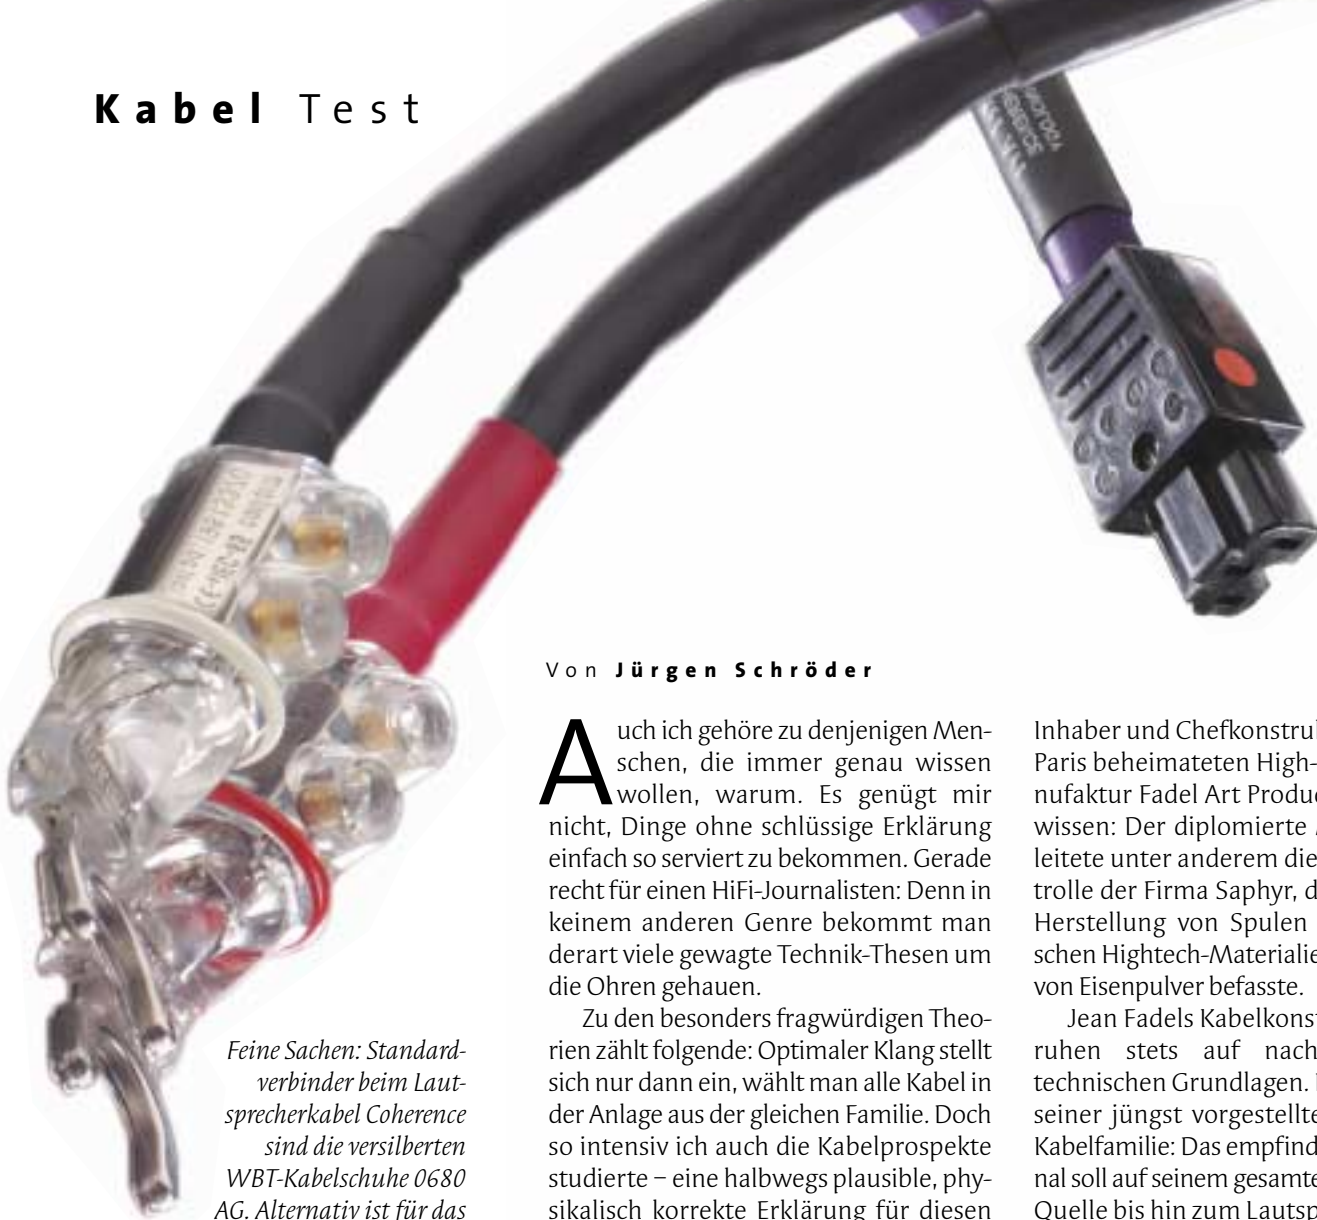 Kabel Test
Von Jürgen Schröder
Auch ich gehöre zu denjenigen Men-
schen, die immer genau wissen
wollen, warum. Es genügt mir
nicht, Dinge ohne schlüssige Erklärung
einfach so serviert zu bekommen. Gerade
recht für einen HiFi-Journalisten: Denn in
keinem anderen Genre bekommt man
derart viele gewagte Technik-Thesen um
die Ohren gehauen.
Zu den besonders fragwürdigen Theo-
rien zählt folgende: Optimaler Klang stellt
sich nur dann ein, wählt man alle Kabel in
der Anlage aus der gleichen Familie. Doch
so intensiv ich auch die Kabelprospekte
studierte – eine halbwegs plausible, phy-
sikalisch korrekte Erklärung für diesen
Inhaber und Chefkonstruk
Paris beheimateten High-
nufaktur Fadel Art Produc
wissen: Der diplomierte
leitete unter anderem die
trolle der Firma Saphyr, d
Herstellung von Spulen
schen Hightech-Materialie
von Eisenpulver befasste.
Jean Fadels Kabelkonst
ruhen stets auf nach
technischen Grundlagen.
seiner jüngst vorgestellte
Kabelfamilie: Das empfind
nal soll auf seinem gesamte
Quelle bis hin zum Lautsp
Feine Sachen: Standard-
verbinder beim Laut-
sprecherkabel Coherence
sind die versilberten
WBT-Kabelschuhe 0680
AG. Alternativ ist für das